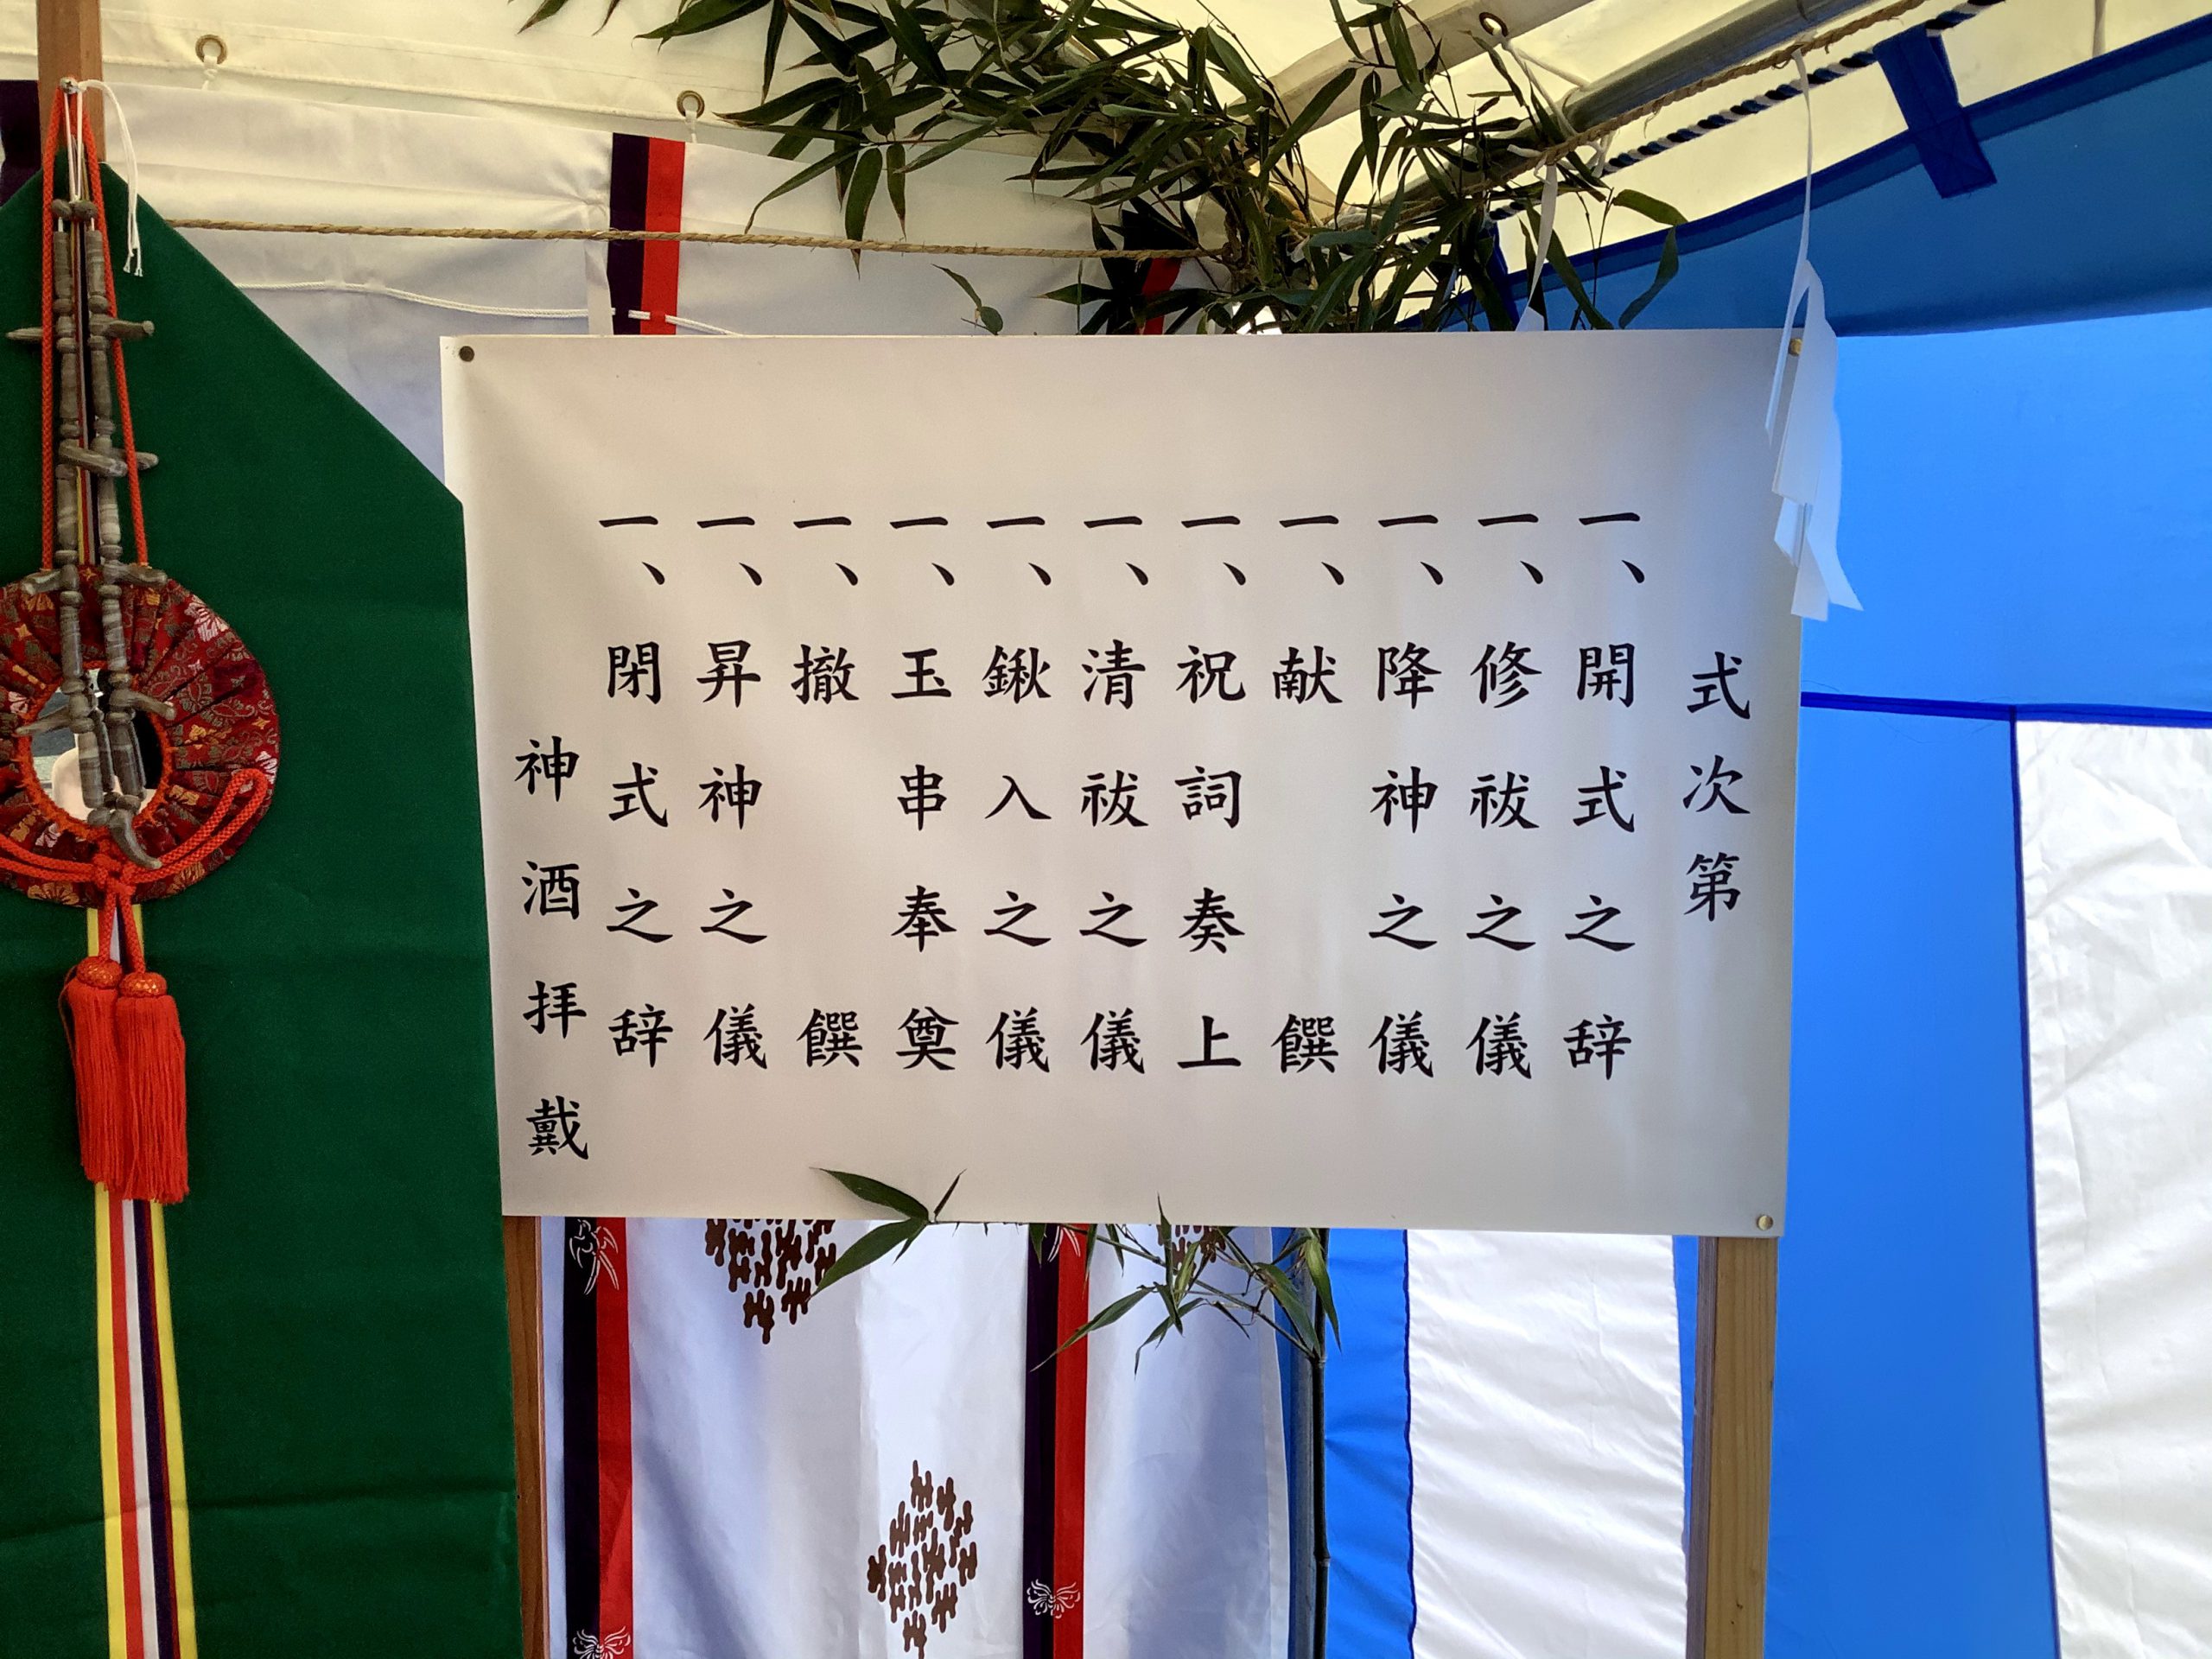 式次第
一、開式之辞
一、修祓之儀
一、降神之儀
一、献饌
一、祝詞奏上
一、清祓之儀
一、鍬入之儀
一、玉串奉奠
一、撤饌
一、昇神之儀
一、閉式之辞
神酒拝戴